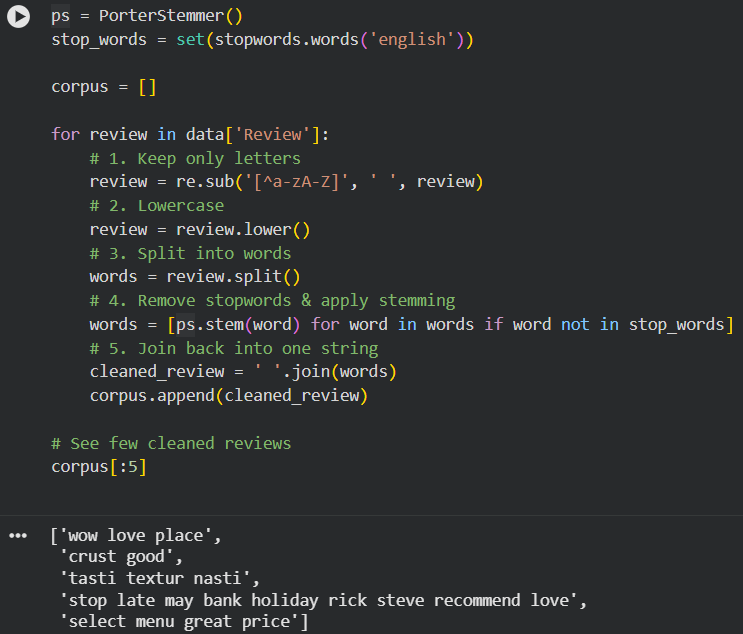 ps = PorterStemmer()
stop_words = set(stopwords.words('english'))
corpus = []
for review in data['Review']:
    # 1. Keep only letters
    review = re.sub('[^a-zA-Z]', ' ', review)
    # 2. Lowercase
    review = review.lower()
    # 3. Split into words
    words = review.split()
    # 4. Remove stopwords & apply stemming
    words = [ps.stem(word) for word in words if word not in stop_words]
    # 5. Join back into one string
    cleaned_review = ' '.join(words)
    corpus.append(cleaned_review)
# See few cleaned reviews
corpus[:5]
['wow love place',
 'crust good',
 'tasti textur nasti',
 'stop late may bank holiday rick steve recommend love',
 'select menu great price']